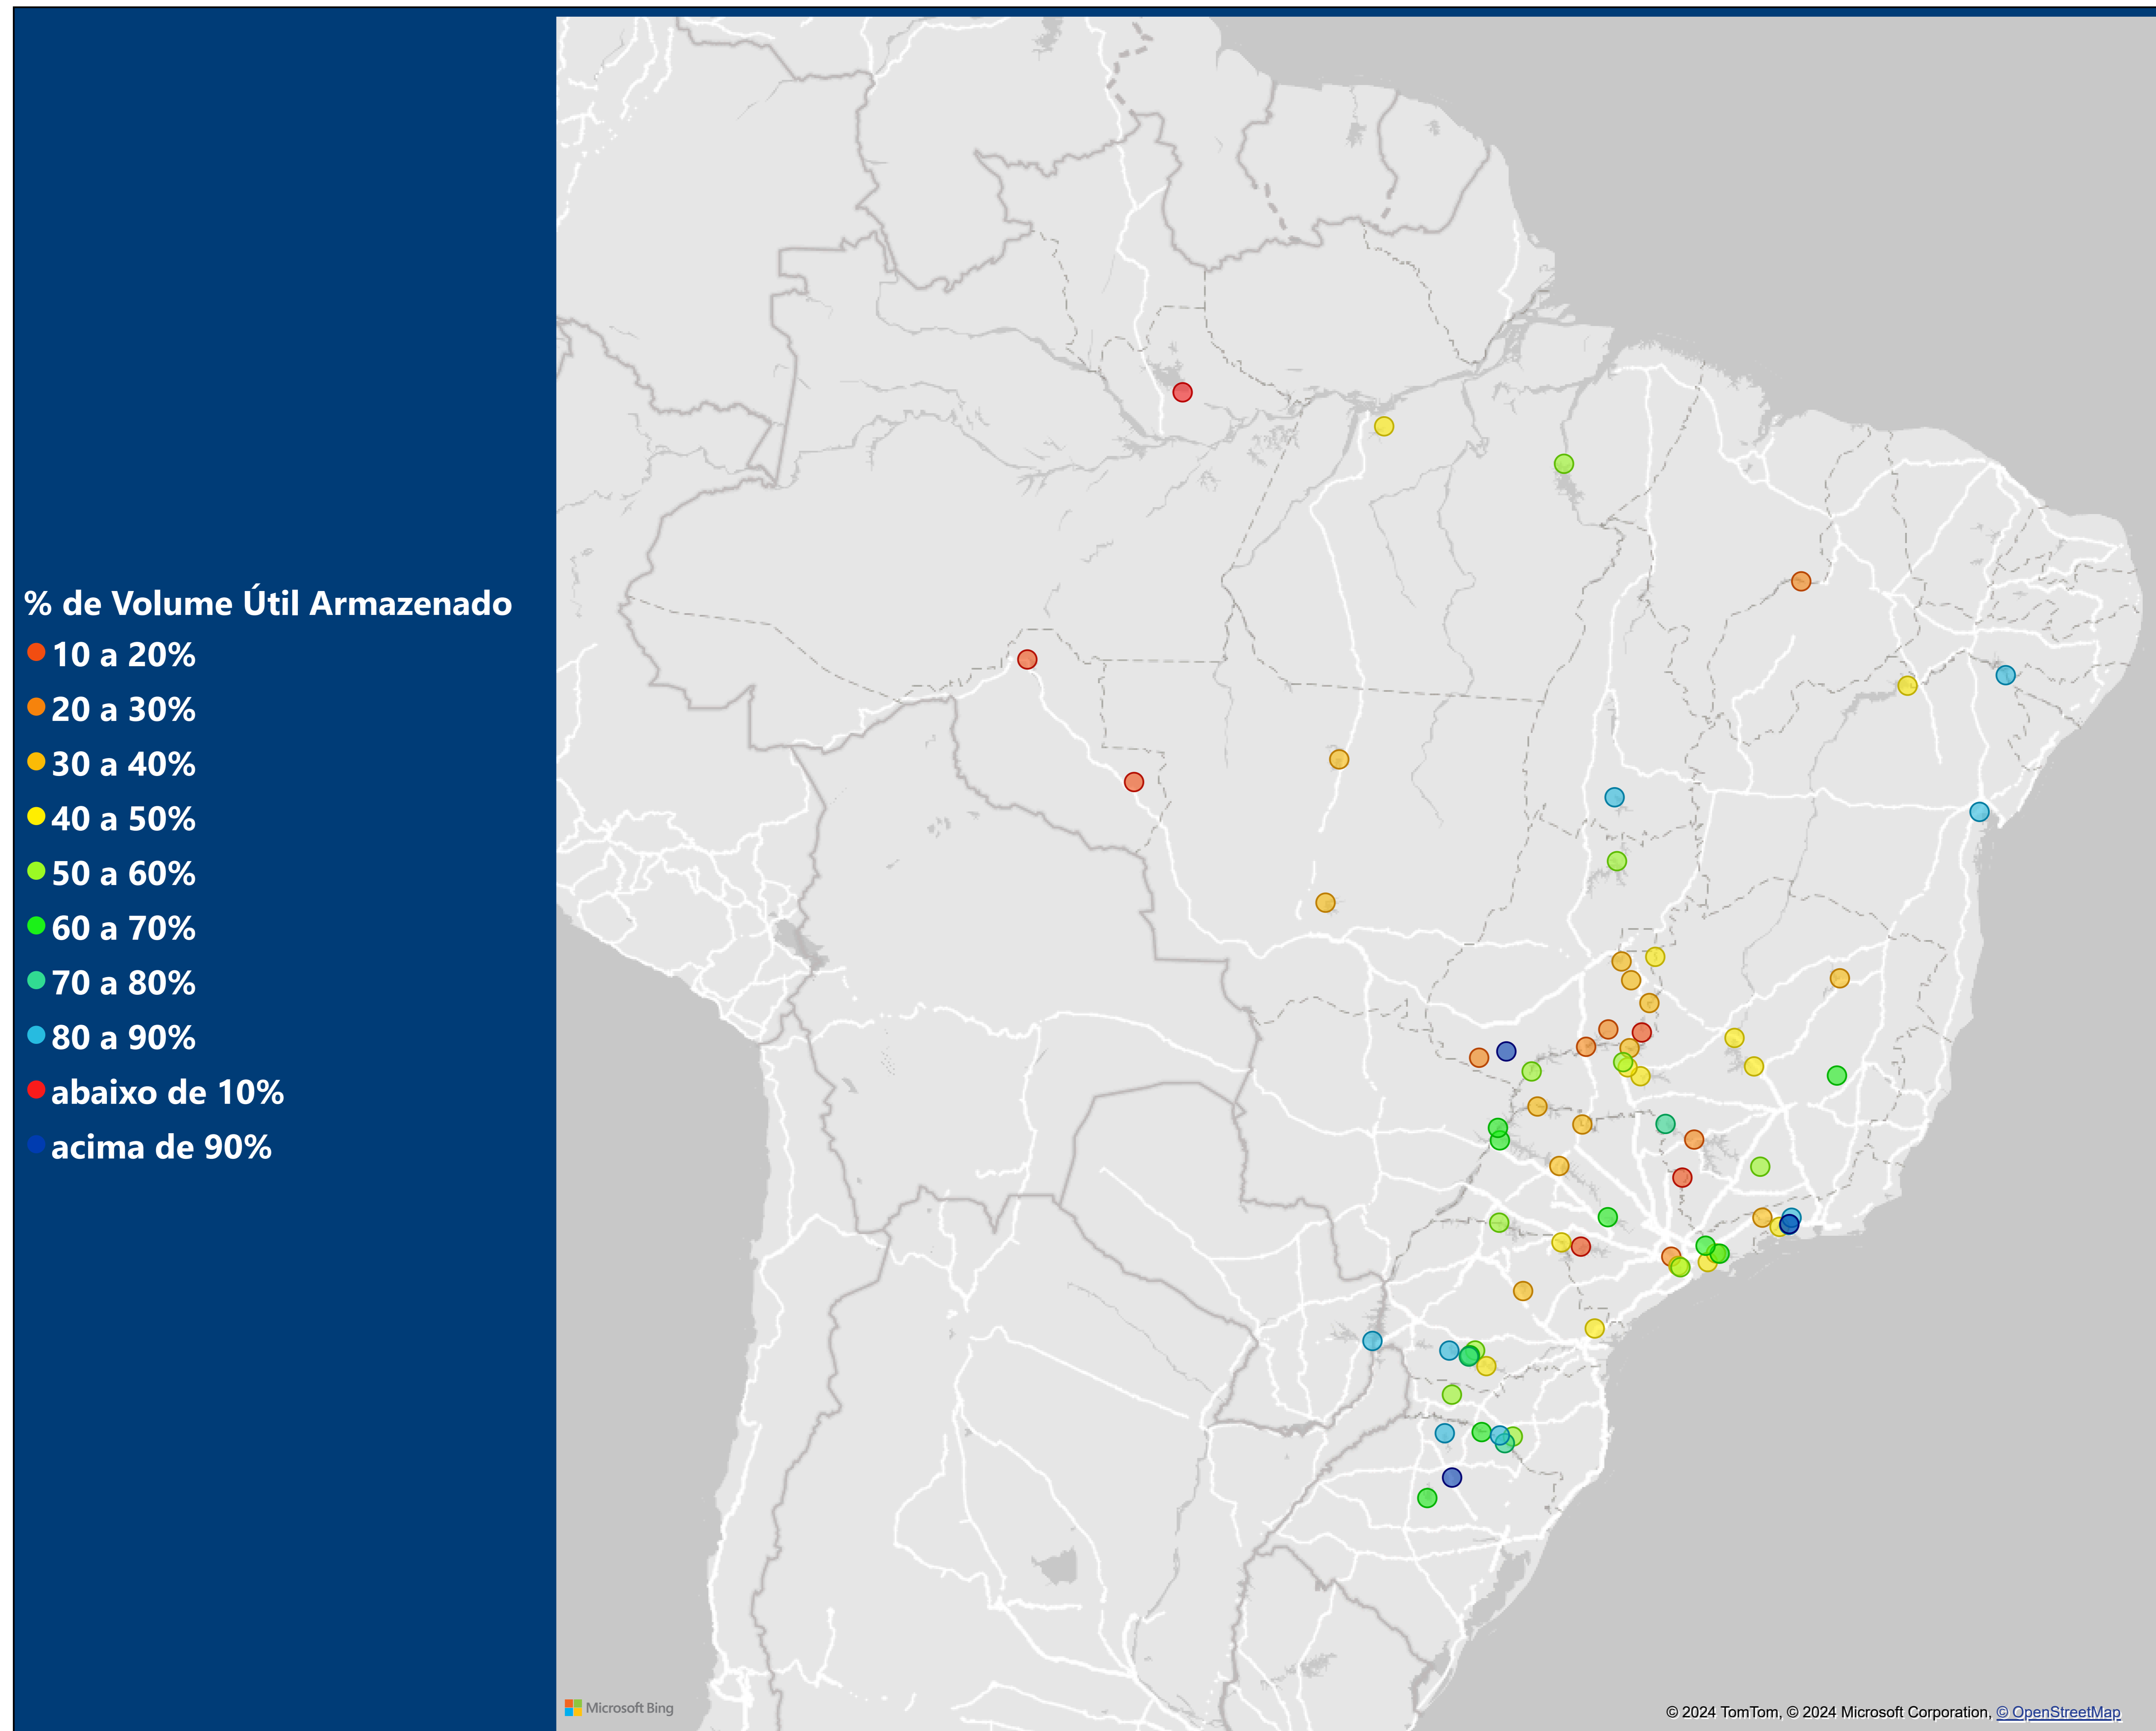 % de Volume Útil Armazenado
10 a 20%
20 a 30%
30 a 40%
40 a 50%
50 a 60%
60 a 70%
70 a 80%
80 a 90%
abaixo de 10%
acima de 90%
Microsoft Bing
© 2024 TomTom, © 2024 Microsoft Corporation, © OpenStreetMap